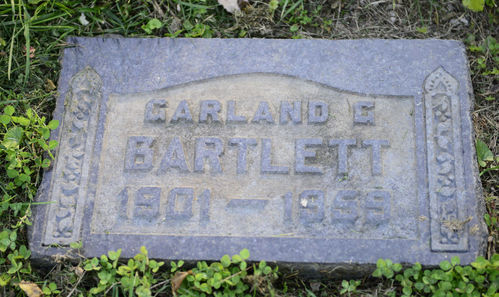 GARLAND G
BARTLETT
1901 — 1959